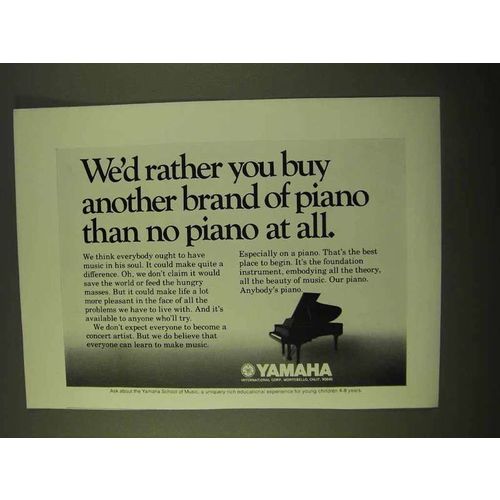 We'd rather you buy
another brand of piano
than no piano at all.
We think everybody ought to have
music in his soul. It could make quite a
difference. Oh, we don't claim it would
save the world or feed the hungry
masses. But it could make life a lot
more pleasant in the face of all the
problems we have to live with. And it's
available to anyone who'll try.
We don't expect everyone to become a
concert artist. But we do believe that
everyone can learn to make music.
Especially on a piano. That's the best
place to begin. It's the foundation
instrument, embodying all the theory,
all the beauty of music. Our piano.
Anybody's piano.
YAMAHA
INTERNATIONAL CORP., MONTEBELLO, CALIF. 90640
Ask about the Yamaha School of Music, a uniquely rich educational experience for young children 4-8 years.